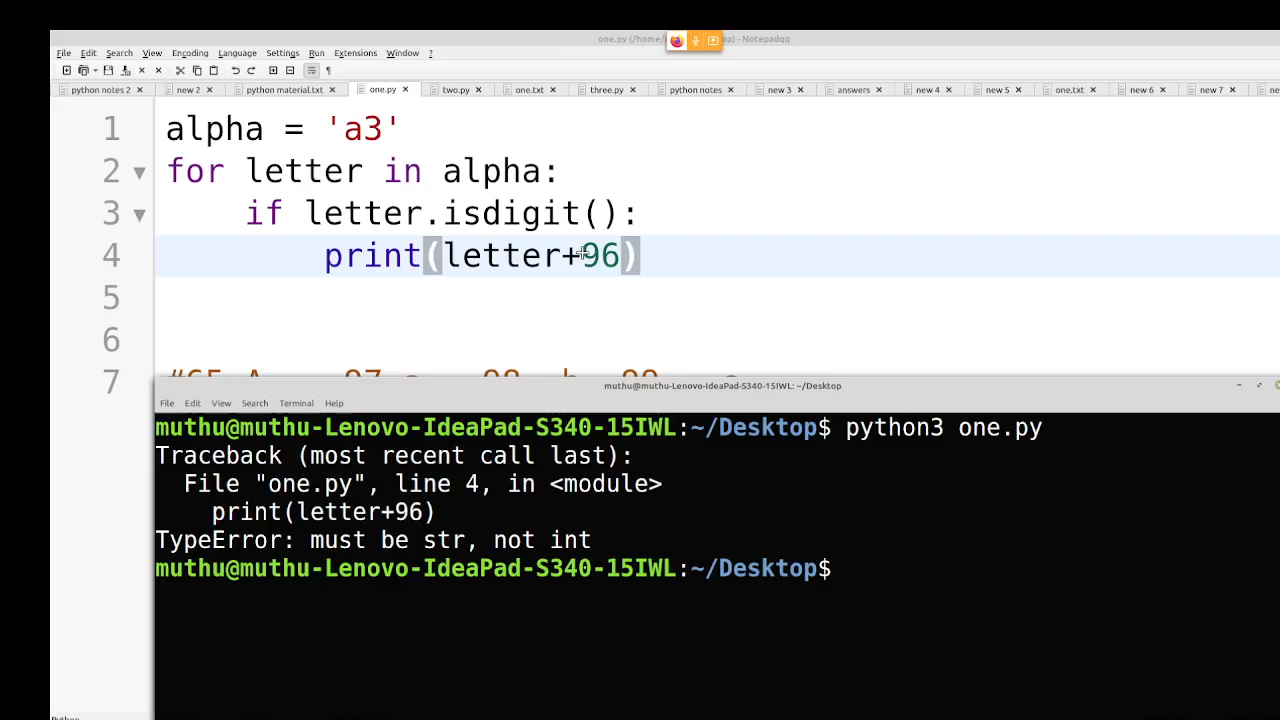 one.py (/home/ op) - Notepadqq
File Edit Search View Encoding Language Settings Run Extensions Window ?
python notes 2 new 2 python material.txt one.py two.py one.txt three.py python notes new 3 answers new 4 new 5 one.txt new 6 new 7
1 alpha = 'a3'
2 for letter in alpha:
3 if letter.isdigit():
4 print(letter+96)
5
6
7
muthu@muthu-Lenovo-IdeaPad-S340-15IWL: ~/Desktop
File Edit View Search Terminal Help
muthu@muthu-Lenovo-IdeaPad-S340-15IWL:~/Desktop$ python3 one.py
Traceback (most recent call last):
File "one.py", line 4, in <module>
print(letter+96)
TypeError: must be str, not int
muthu@muthu-Lenovo-IdeaPad-S340-15IWL:~/Desktop$